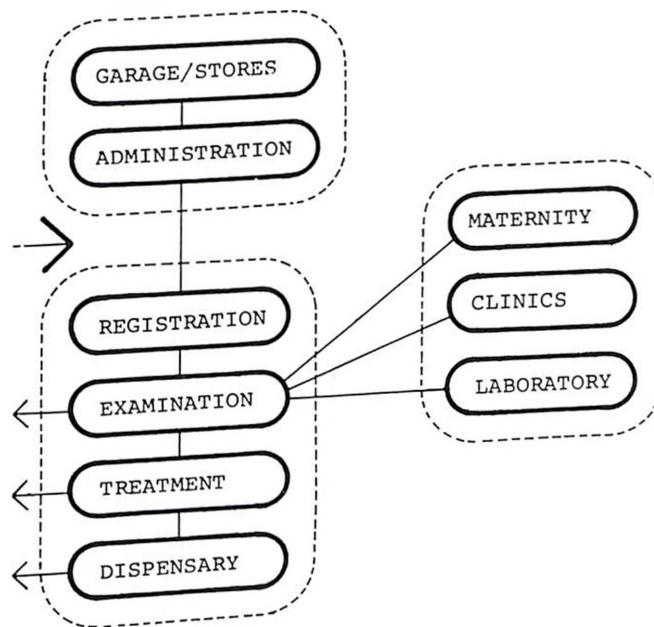 GARAGE/STORES
ADMINISTRATION
REGISTRATION
EXAMINATION
TREATMENT
DISPENSARY
MATERNITY
CLINICS
LABORATORY